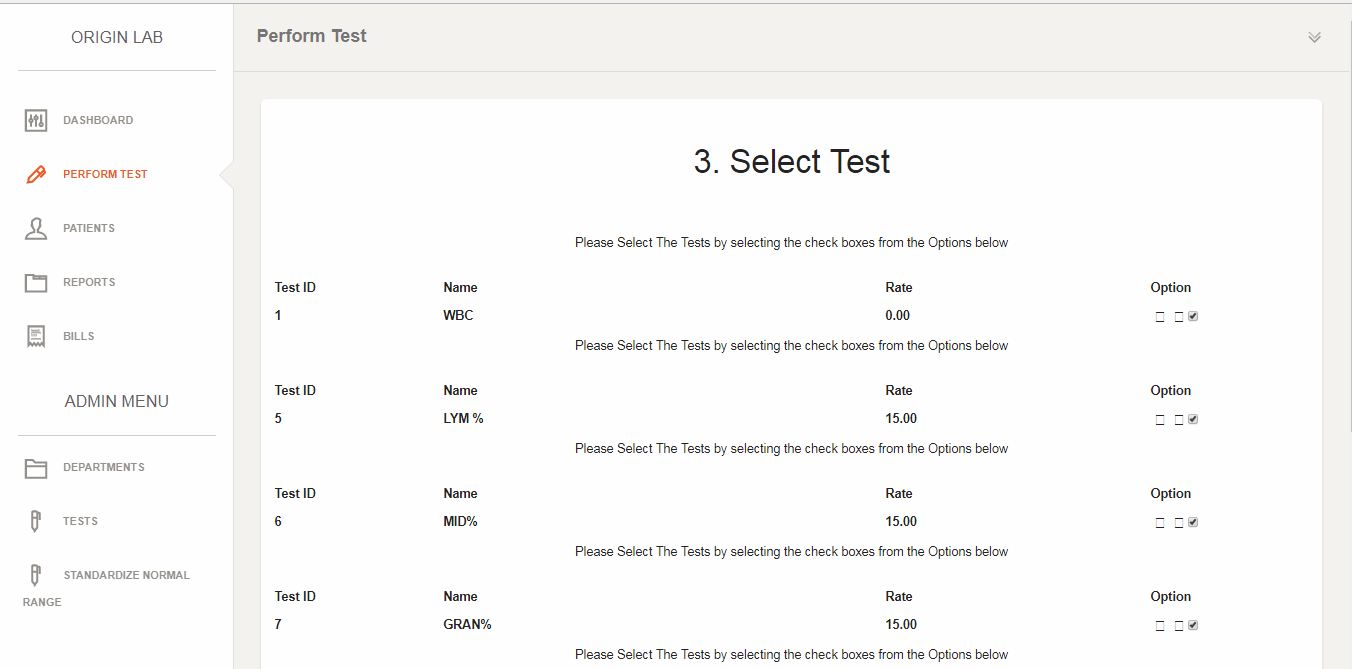 ORIGIN LAB
DASHBOARD
PERFORM TEST
PATIENTS
REPORTS
BILLS
ADMIN MENU
DEPARTMENTS
TESTS
STANDARDIZE NORMAL
RANGE
Perform Test
3. Select Test
Please Select The Tests by selecting the check boxes from the Options below
Test ID Name Rate Option
1 WBC 0.00
Please Select The Tests by selecting the check boxes from the Options below
Test ID Name Rate Option
5 LYM % 15.00
Please Select The Tests by selecting the check boxes from the Options below
Test ID Name Rate Option
6 MID% 15.00
Please Select The Tests by selecting the check boxes from the Options below
Test ID Name Rate Option
7 GRAN% 15.00
Please Select The Tests by selecting the check boxes from the Options below